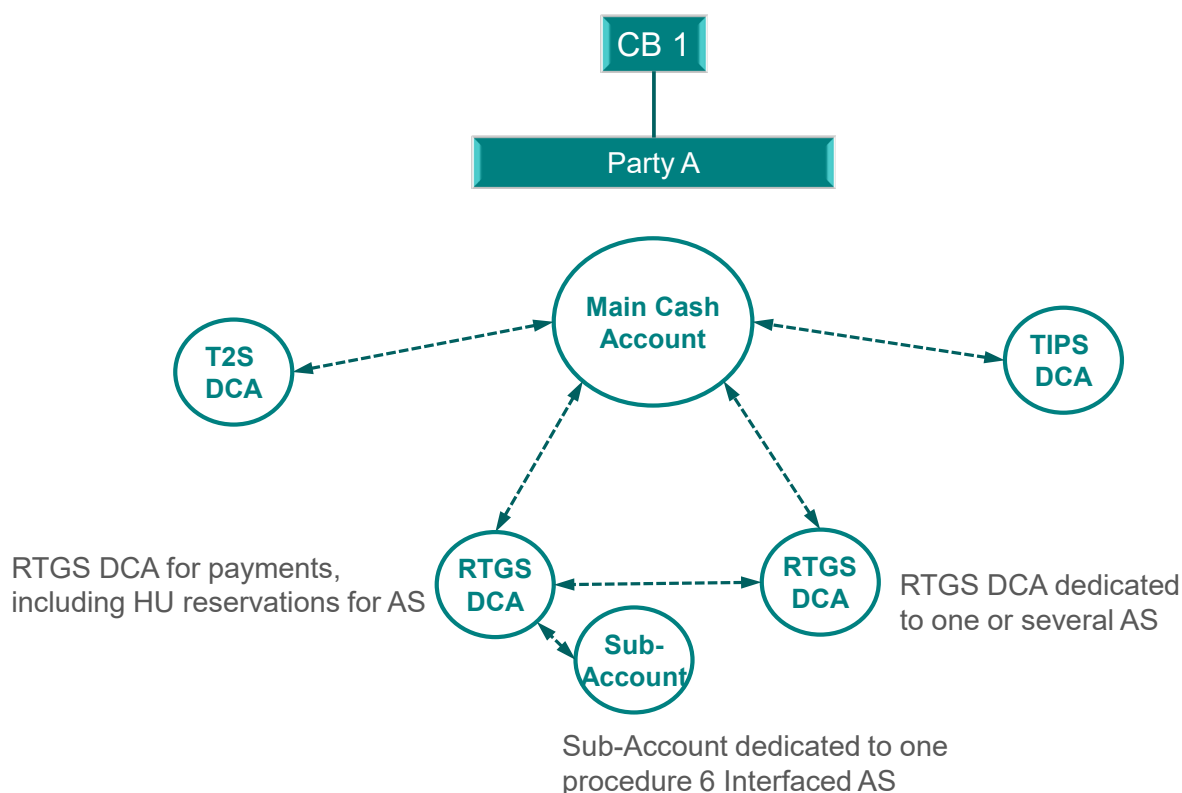 CB 1
Party A
Main Cash
Account
T2S
DCA
TIPS
DCA
RTGS DCA for payments,
including HU reservations for AS
RTGS
DCA
RTGS
DCA
RTGS DCA dedicated
to one or several AS
Sub-
Account
Sub-Account dedicated to one
procedure 6 Interfaced AS